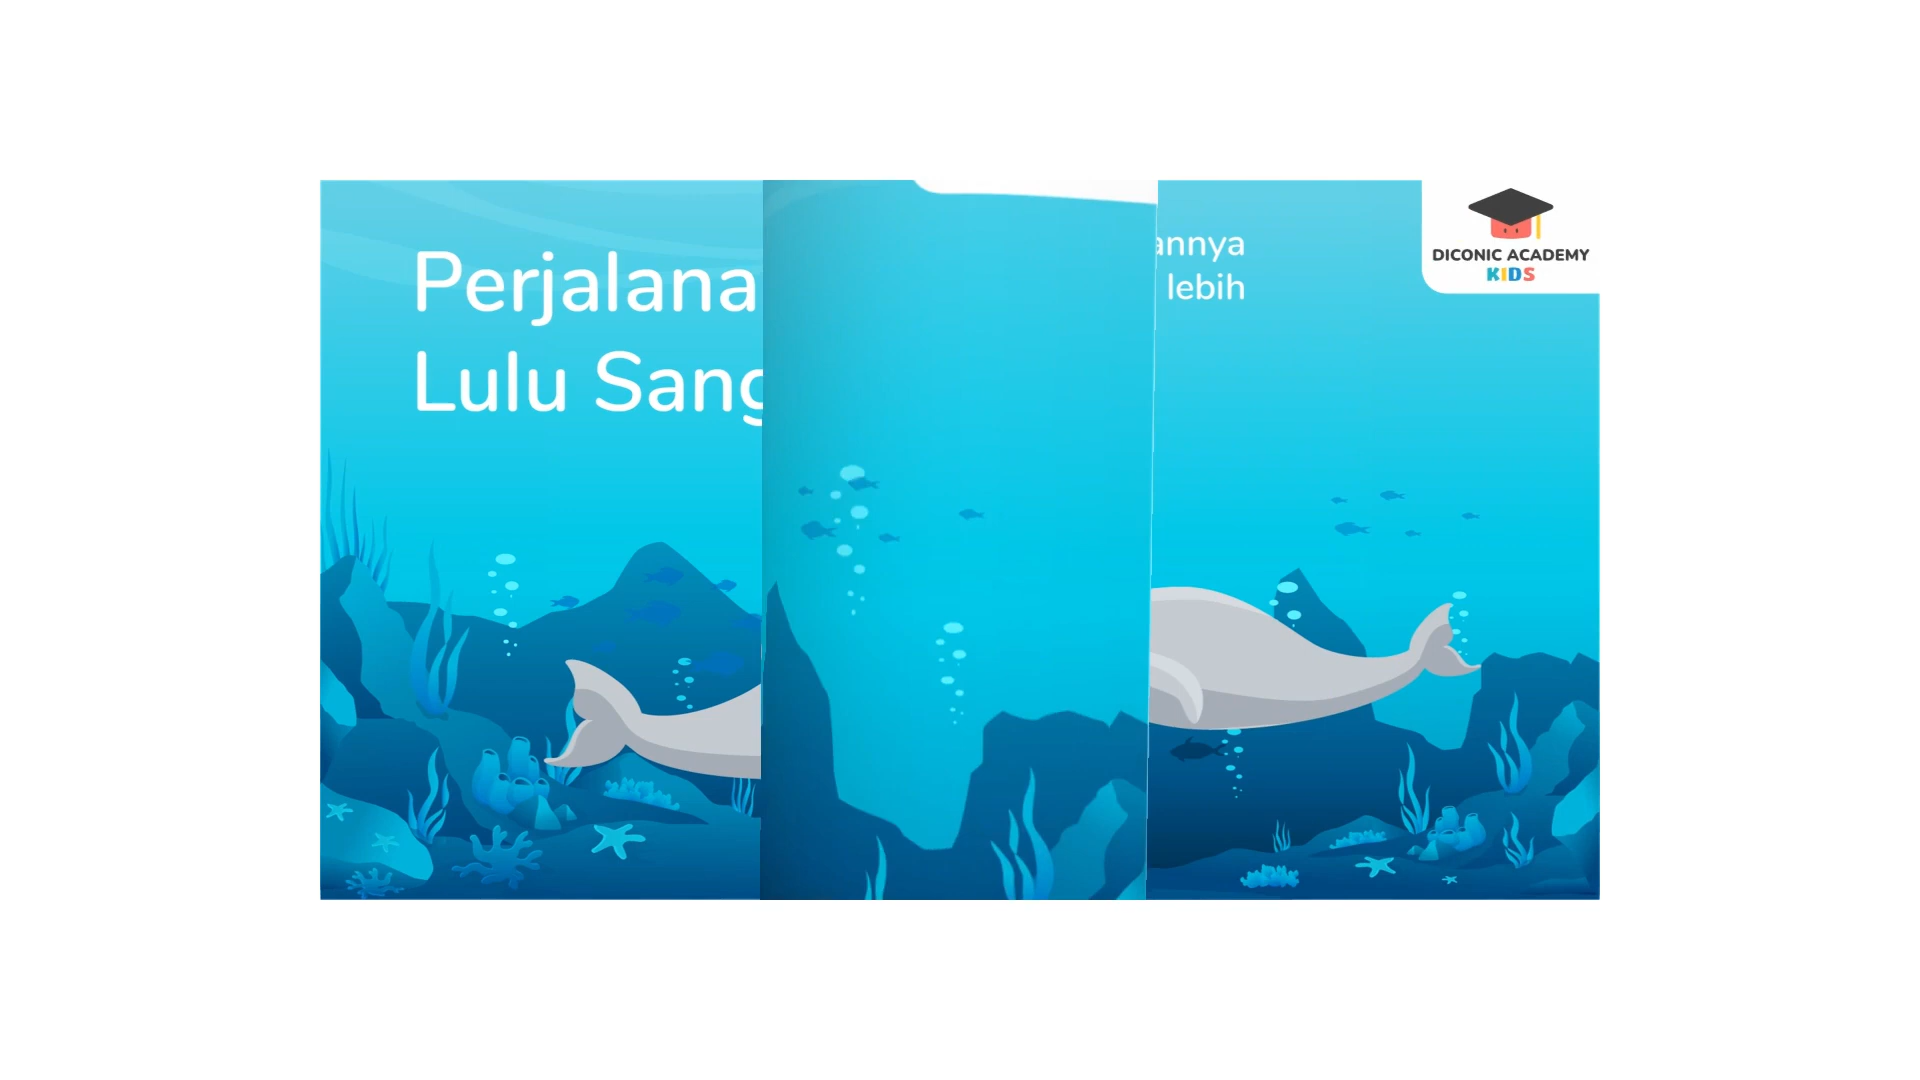 Perjalana
Lulu Sang
annya
lebih
DICONIC ACADEMY
KIDS